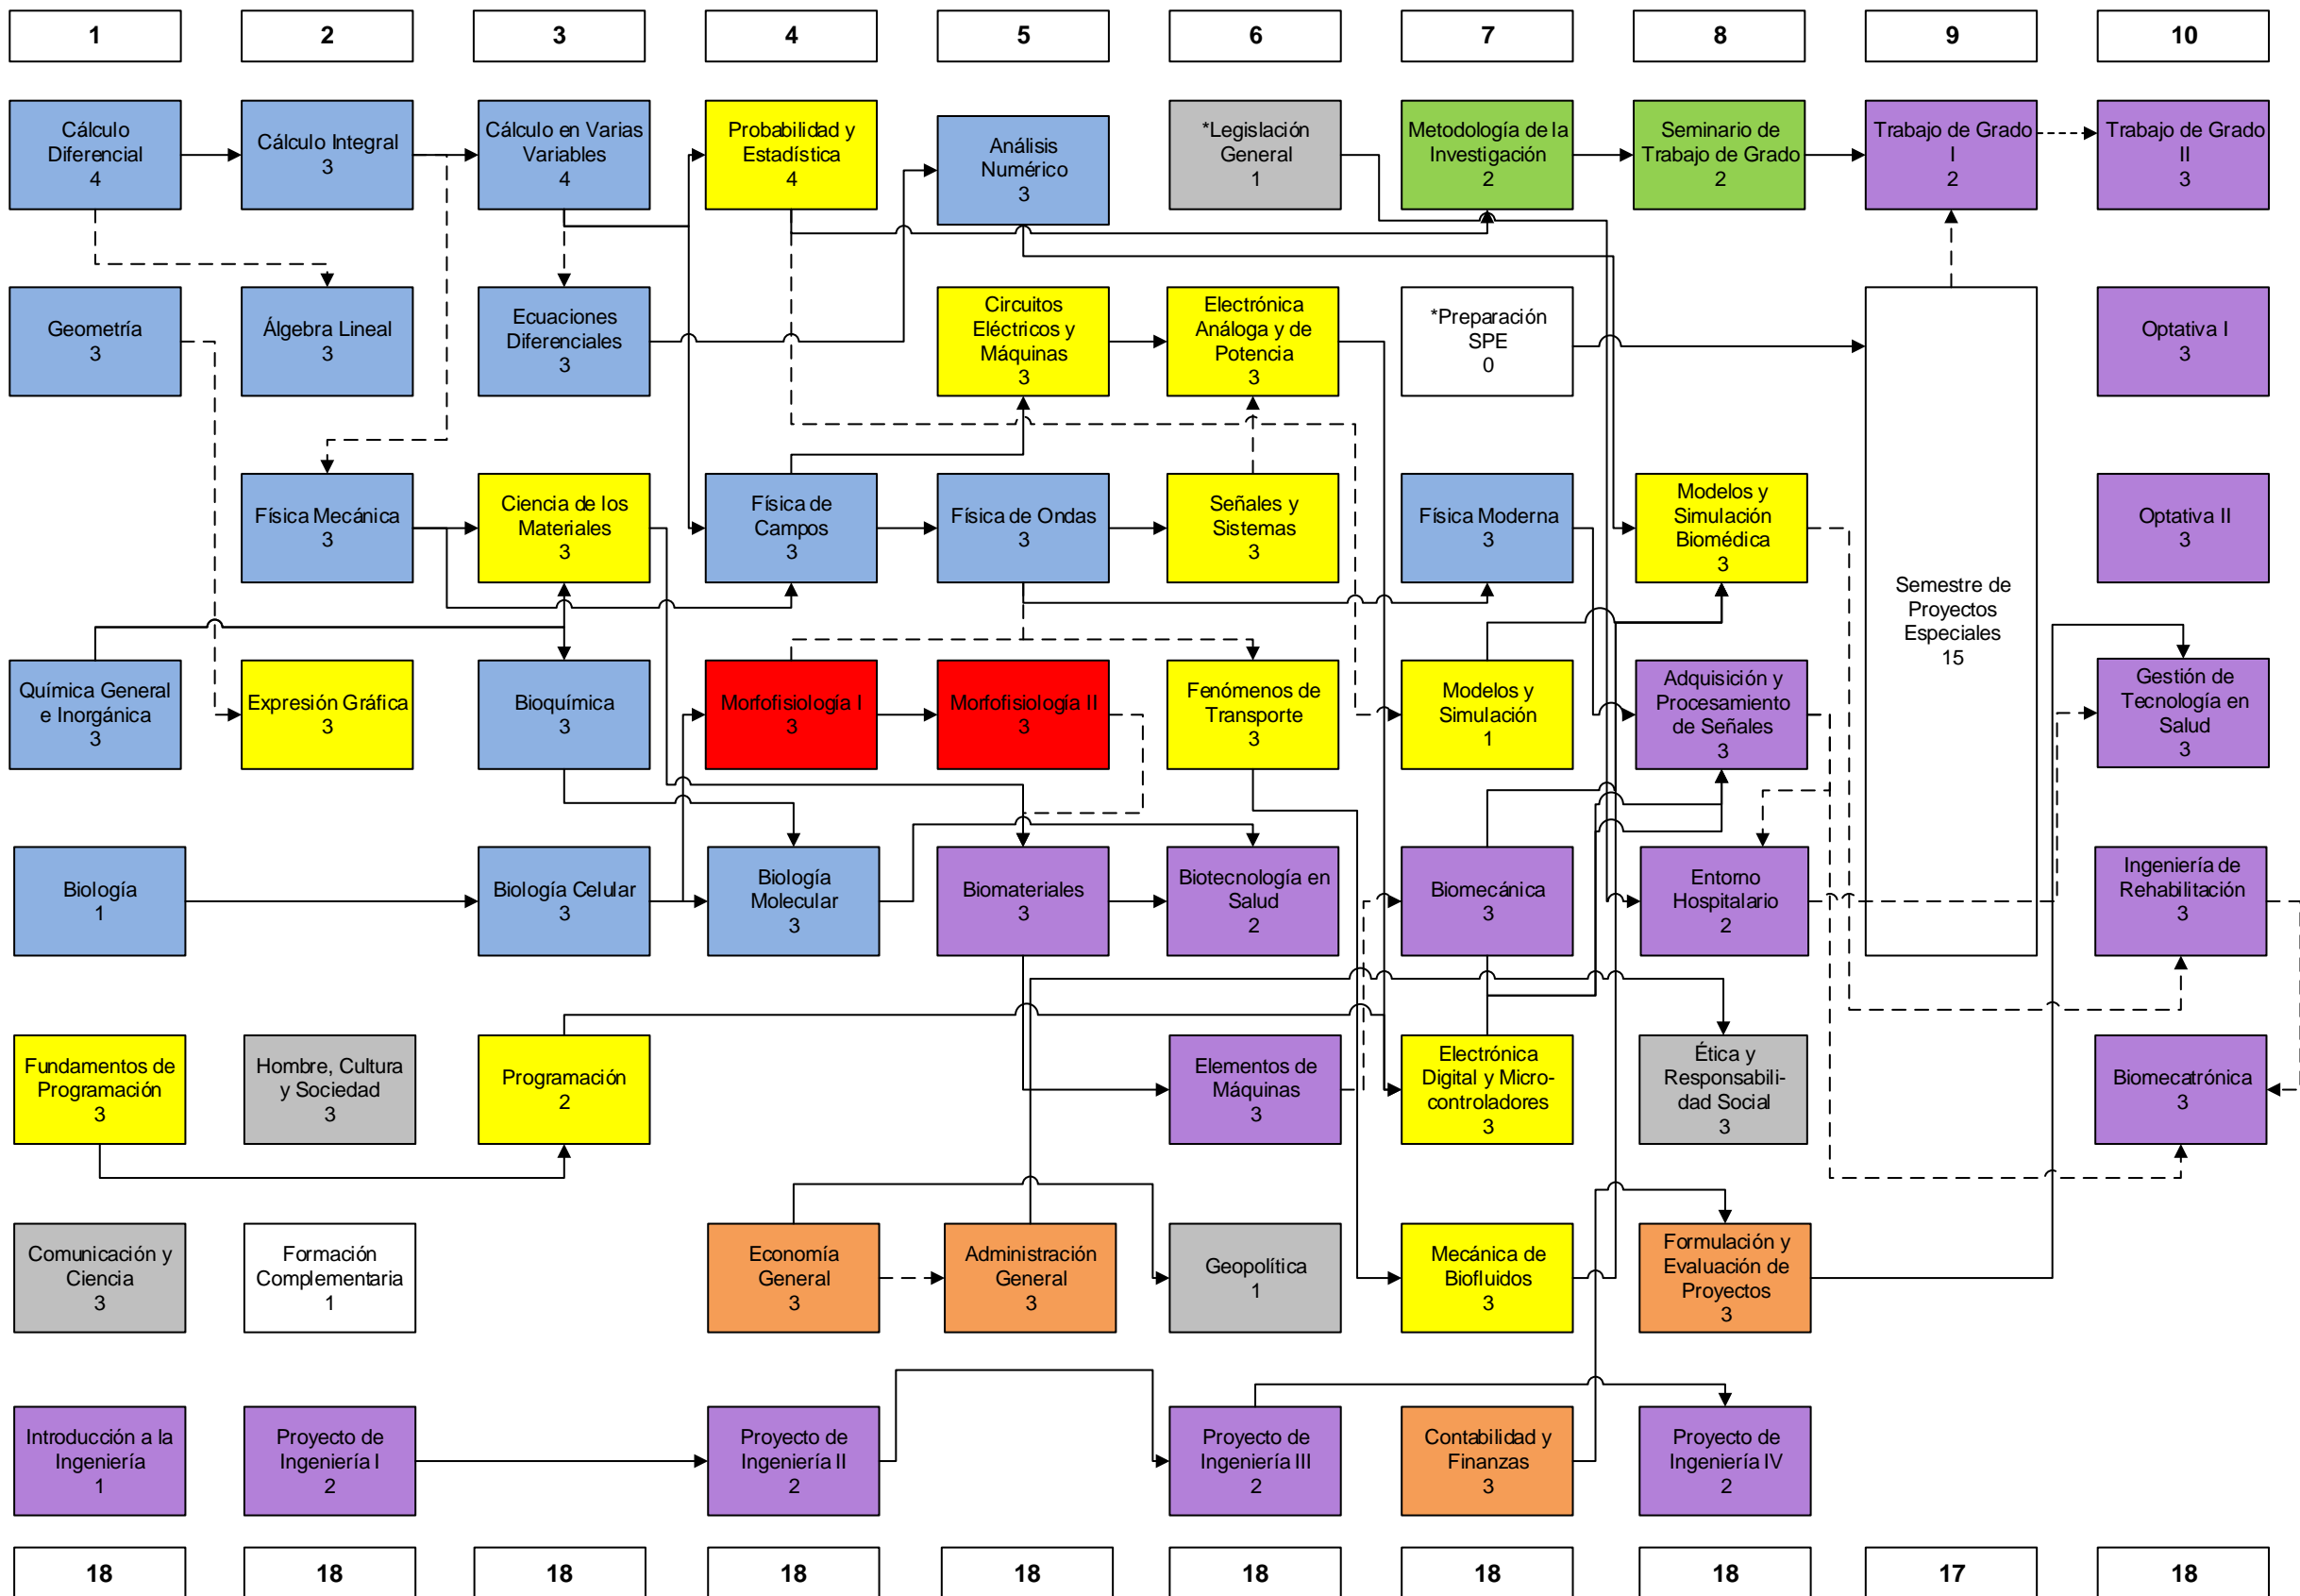 1
2
3
4
5
6
7
8
9
10
Cálculo
Diferencial
4
Cálculo Integral
3
Cálculo en Varias
Variables
4
Probabilidad y
Estadística
4
Análisis
Numérico
3
*Legislación
General
1
Metodología de la
Investigación
2
Seminario de
Trabajo de Grado
2
Trabajo de Grado
I
2
Trabajo de Grado
II
3
Geometría
3
Álgebra Lineal
3
Ecuaciones
Diferenciales
3
Circuitos
Eléctricos y
Máquinas
3
Electrónica
Análoga y de
Potencia
3
*Preparación
SPE
0
Optativa I
3
Física Mecánica
3
Ciencia de los
Materiales
3
Física de
Campos
3
Física de Ondas
3
Señales y
Sistemas
3
Física Moderna
3
Modelos y
Simulación
Biomédica
3
Semestre de
Proyectos
Especiales
15
Optativa II
3
Química General
e Inorgánica
3
Expresión Gráfica
3
Bioquímica
3
Morfofisiología I
3
Morfofisiología II
3
Fenómenos de
Transporte
3
Modelos y
Simulación
1
Adquisición y
Procesamiento
de Señales
3
Gestión de
Tecnología en
Salud
3
Biología
1
Biología Celular
3
Biología
Molecular
3
Biomateriales
3
Biotecnología en
Salud
2
Biomecánica
3
Entorno
Hospitalario
2
Ingeniería de
Rehabilitación
3
Fundamentos de
Programación
3
Hombre, Cultura
y Sociedad
3
Programación
2
Elementos de
Máquinas
3
Electrónica
Digital y Micro-
controladores
3
Ética y
Responsabili-
dad Social
3
Biomecatrónica
3
Comunicación y
Ciencia
3
Formación
Complementaria
1
Economía
General
3
Administración
General
3
Geopolítica
1
Mecánica de
Biofluidos
3
Formulación y
Evaluación de
Proyectos
3
Introducción a la
Ingeniería
1
Proyecto de
Ingeniería I
2
Proyecto de
Ingeniería II
2
Proyecto de
Ingeniería III
2
Contabilidad y
Finanzas
3
Proyecto de
Ingeniería IV
2
18
18
18
18
18
18
18
18
17
18